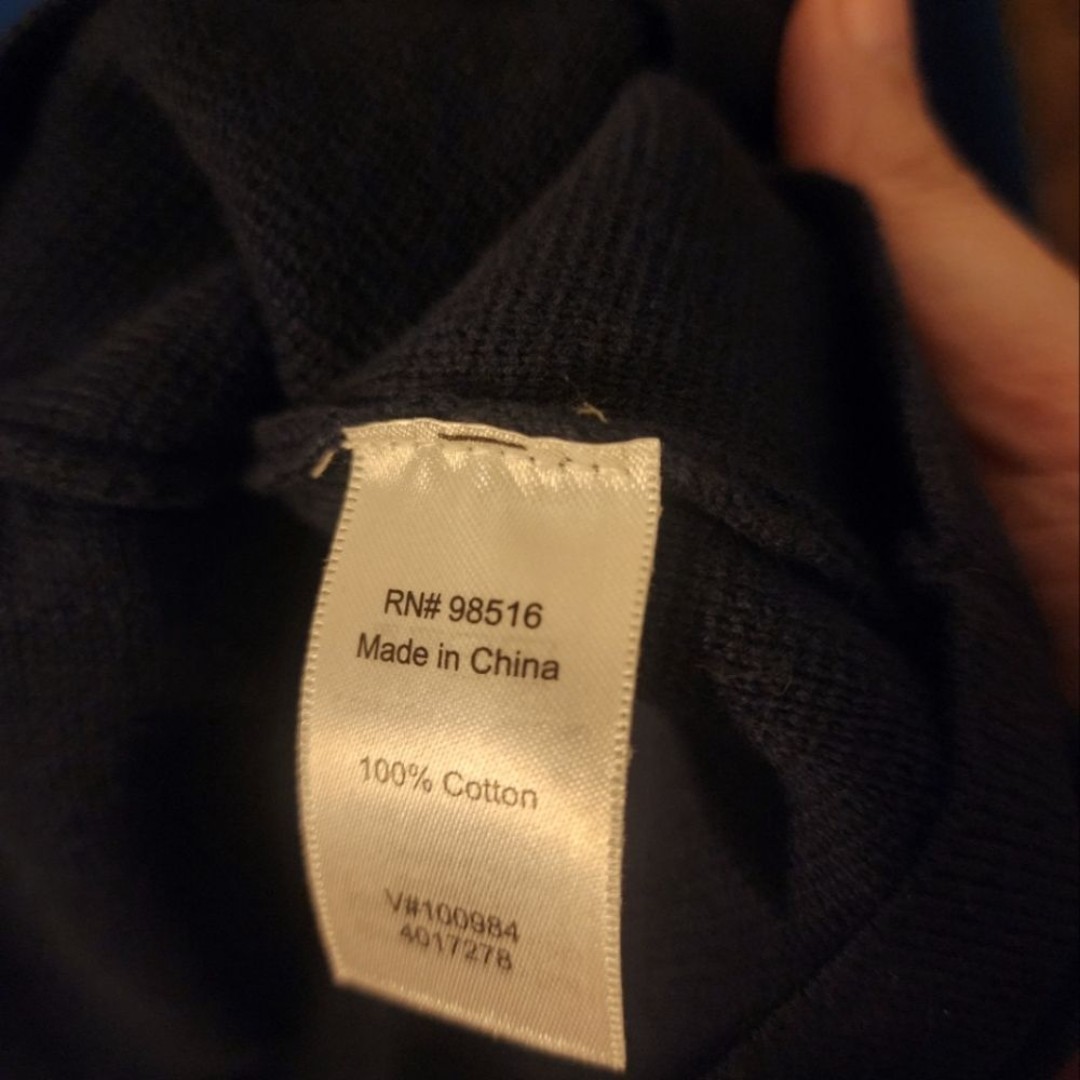 RN# 98516
Made in China
100% Cotton
V#100984
4017278